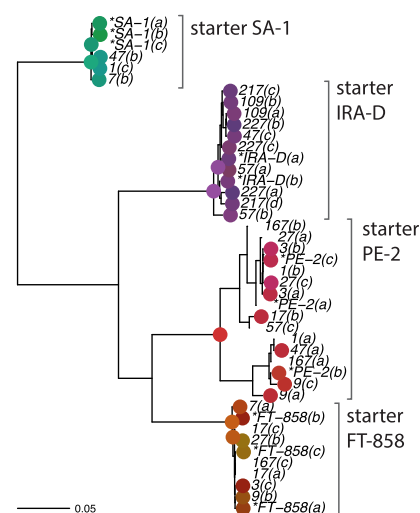 *SA-1(a)
*SA-1(b)
*SA-1(c)
47(b)
1(c)
7(b)
starter SA-1
217(c)
109(b)
109(a)
227(b)
47(c)
227(c)
*IRA-D(a)
57(a)
*IRA-D(b)
227(a)
217(d)
57(b)
starter
IRA-D
167(b)
27(a)
3(b)
*PE-2(c)
1(b)
27(c)
3(a)
*PE-2(a)
17(b)
57(c)
1(a)
47(a)
167(a)
*PE-2(b)
9(c)
9(a)
starter
PE-2
7(a)
*FT-858(b)
17(c)
27(b)
*FT-858(c)
167(c)
17(a)
3(c)
9(b)
*FT-858(a)
starter
FT-858
0.05